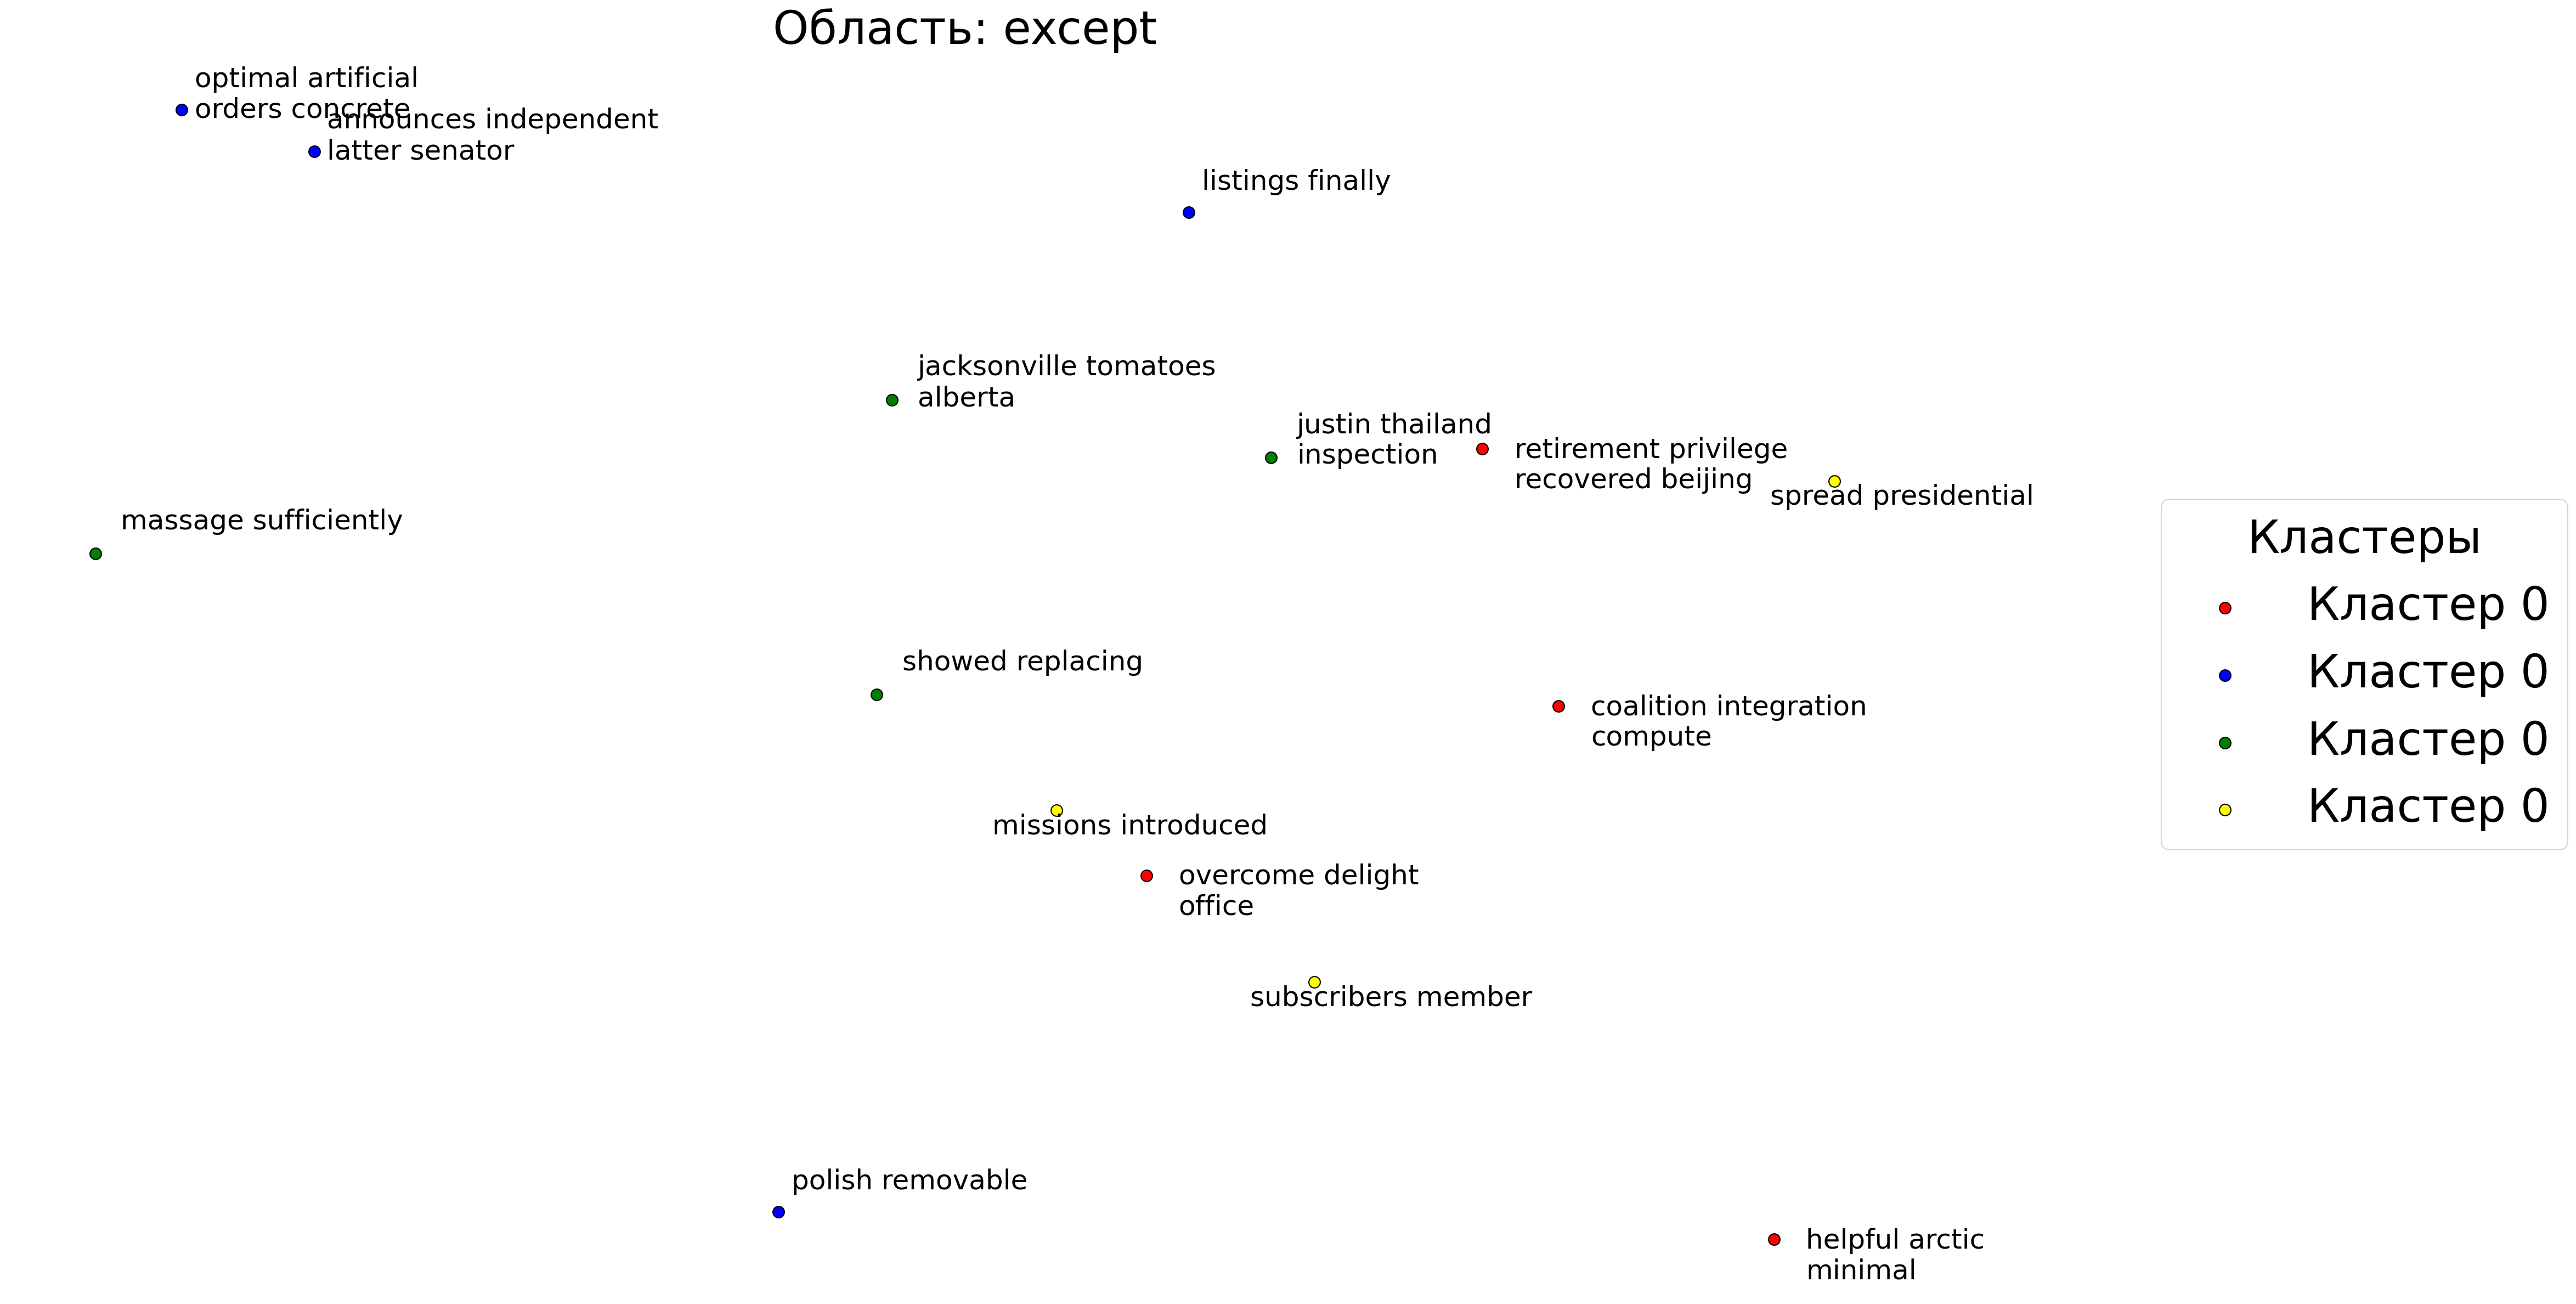 Область: except
optimal artificial
orders concrete
announces independent
latter senator
listings finally
jacksonville tomatoes
alberta
justin thailand
inspection
retirement privilege
recovered beijing
spread presidential
massage sufficiently
showed replacing
coalition integration
compute
missions introduced
overcome delight
office
subscribers member
polish removable
helpful arctic
minimal
Кластеры
Кластер 0
Кластер 0
Кластер 0
Кластер 0